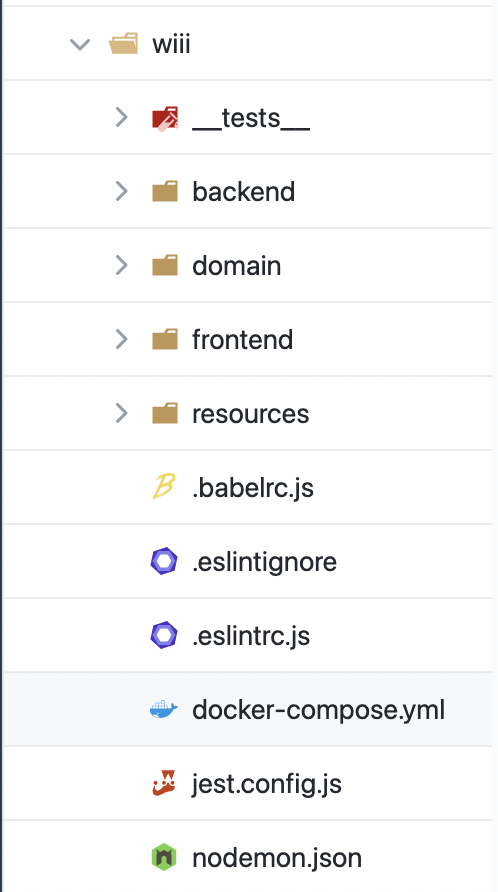 wiii
__tests__
backend
domain
frontend
resources
.babelrc.js
.eslintignore
.eslintrc.js
docker-compose.yml
jest.config.js
nodemon.json